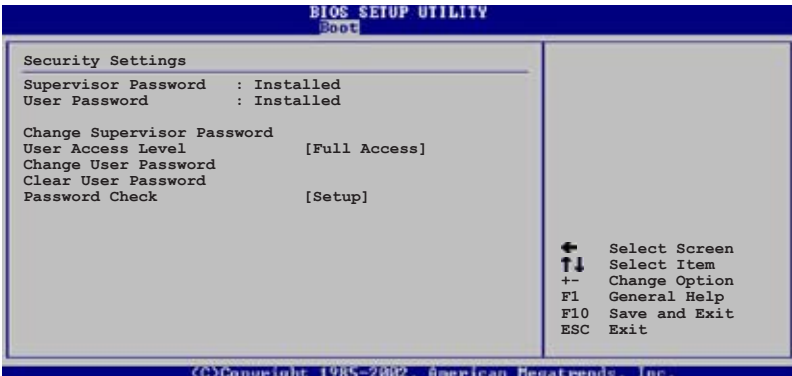 BIOS SETUP UTILITY
Boot
Security Settings
Supervisor Password : Installed
User Password : Installed
Change Supervisor Password
User Access Level [Full Access]
Change User Password
Clear User Password
Password Check [Setup]
← Select Screen
↑↓ Select Item
+- Change Option
F1 General Help
F10 Save and Exit
ESC Exit
(C)Copyright 1985-2002, American Megatrends, Inc.